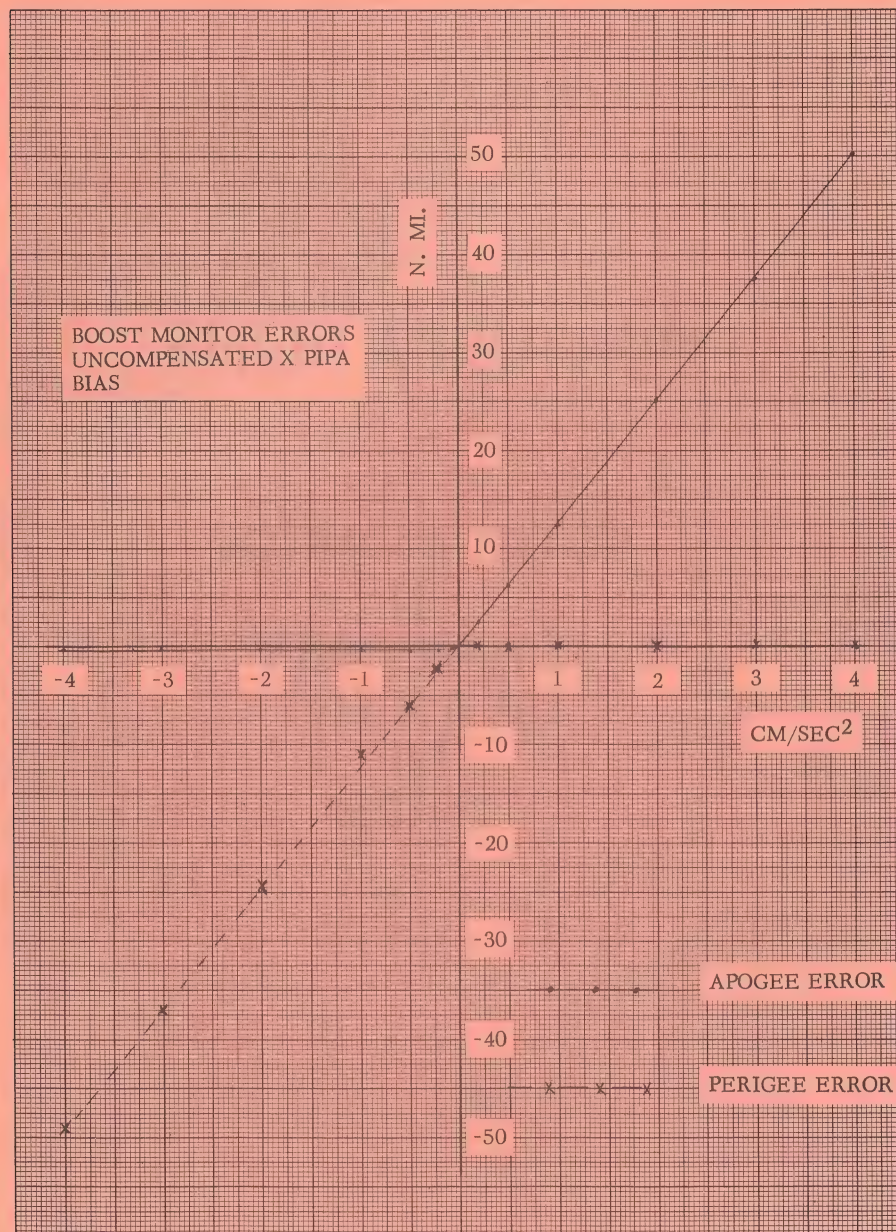 50
N. MI.
40
BOOST MONITOR ERRORS
UNCOMPENSATED X PIPA
BIAS
30
20
10
-4 -3 -2 -1 1 2 3 4
CM/SEC²
-10
-20
-30
APOGEE ERROR
-40
PERIGEE ERROR
-50